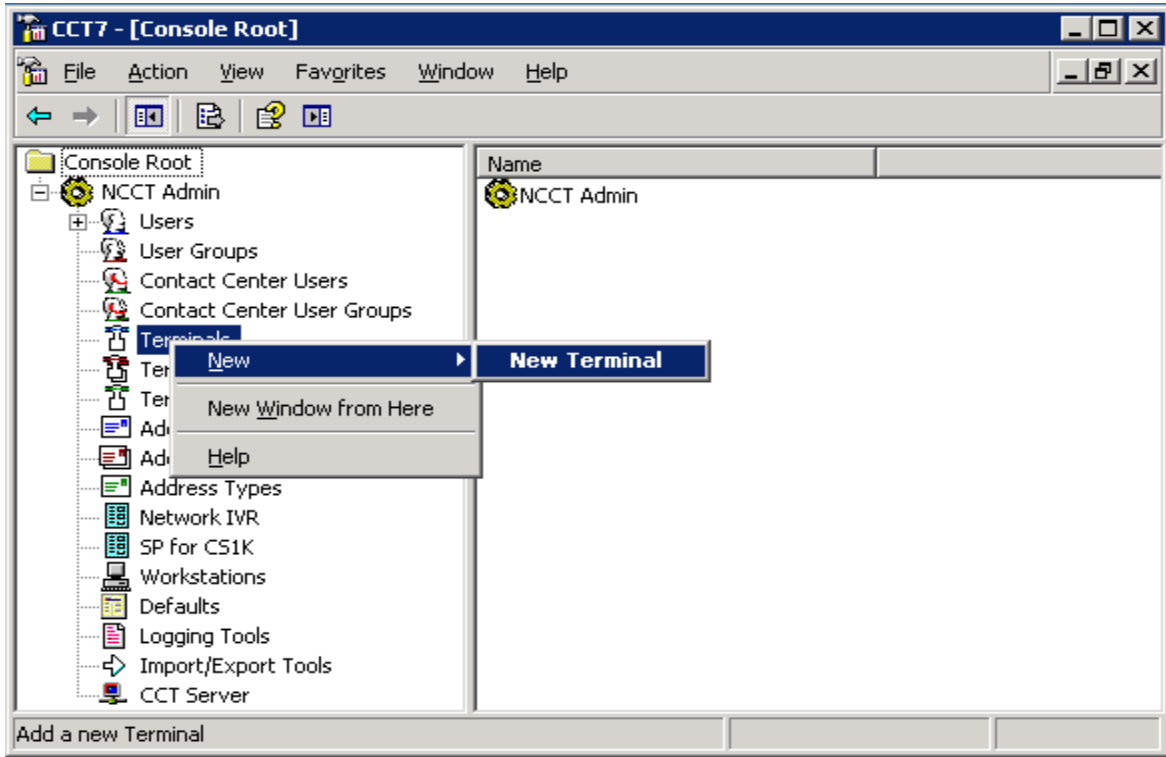 CCT7 - [Console Root]
File Action View Favorites Window Help
Console Root
Name
NCCT Admin
NCCT Admin
Users
User Groups
Contact Center Users
Contact Center User Groups
Terminals
New
New Terminal
New Window from Here
Help
Address Types
Network IVR
SP for CS1K
Workstations
Defaults
Logging Tools
Import/Export Tools
CCT Server
Add a new Terminal